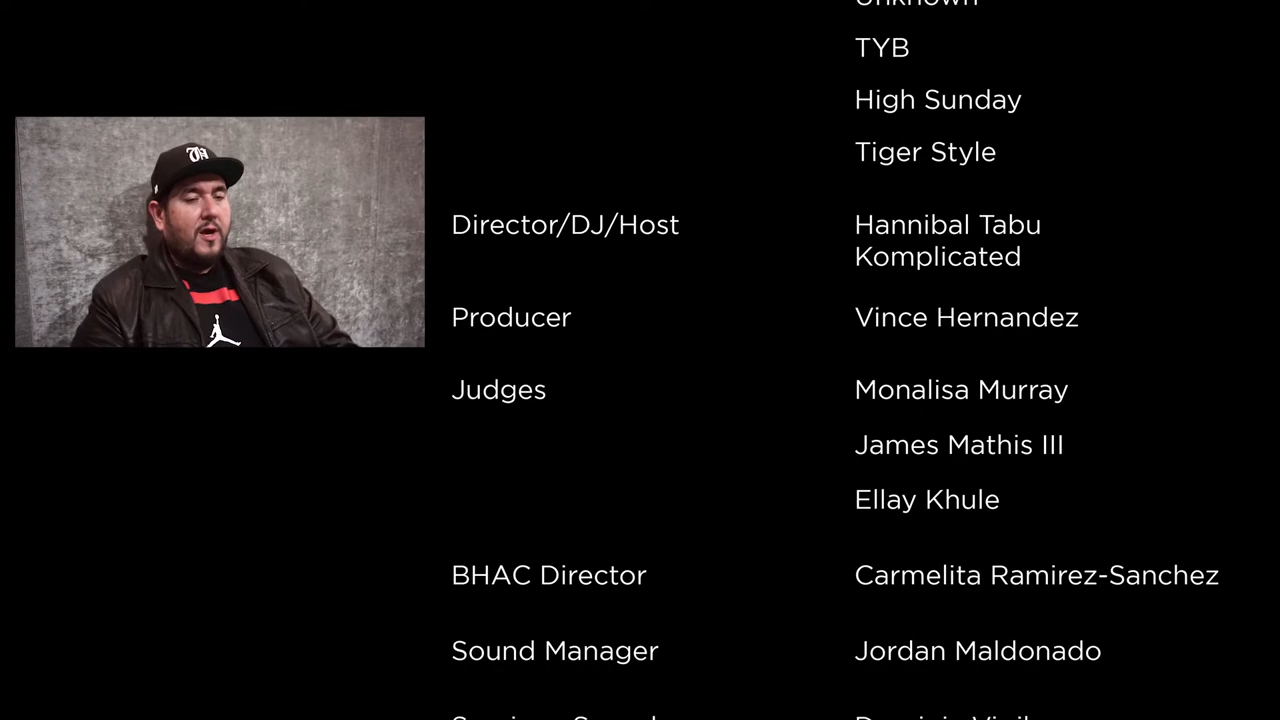 Unknown
TYB
High Sunday
Tiger Style
Director/DJ/Host Hannibal Tabu
Komplicated
Producer Vince Hernandez
Judges Monalisa Murray
James Mathis III
Ellay Khule
BHAC Director Carmelita Ramirez-Sanchez
Sound Manager Jordan Maldonado